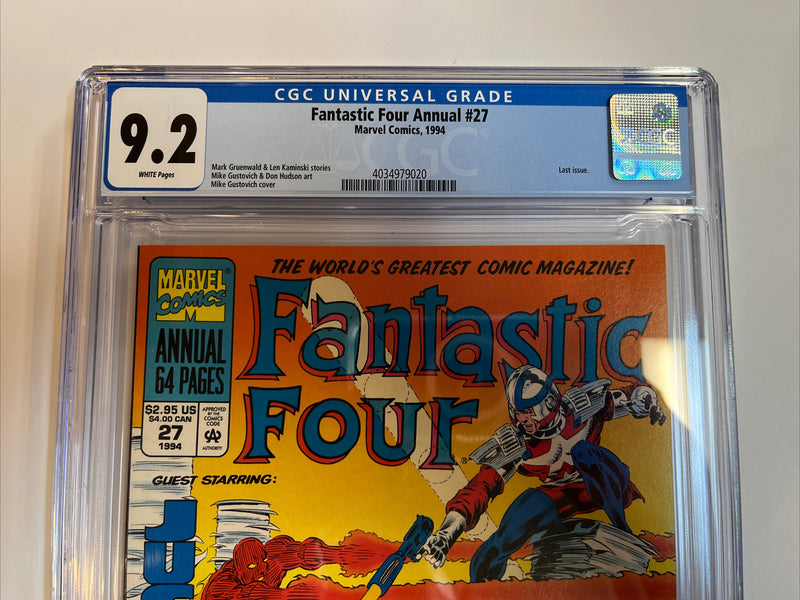 CGC UNIVERSAL GRADE
9.2
WHITE Pages
Fantastic Four Annual #27
Marvel Comics, 1994
CGC
Mark Gruenwald & Len Kaminski stories
Mike Gustovich & Don Hudson art
Mike Gustovich cover
4034979020
Last issue.
CGC
THE WORLD'S GREATEST COMIC MAGAZINE!
MARVEL
COMICS
M
ANNUAL
64 PAGES
Fantastic
Four
$2.95 US
$4.00 CAN
27
1994
APPROVED
BY THE
COMICS
CODE
CA
AUTHORITY
GUEST STARRING: